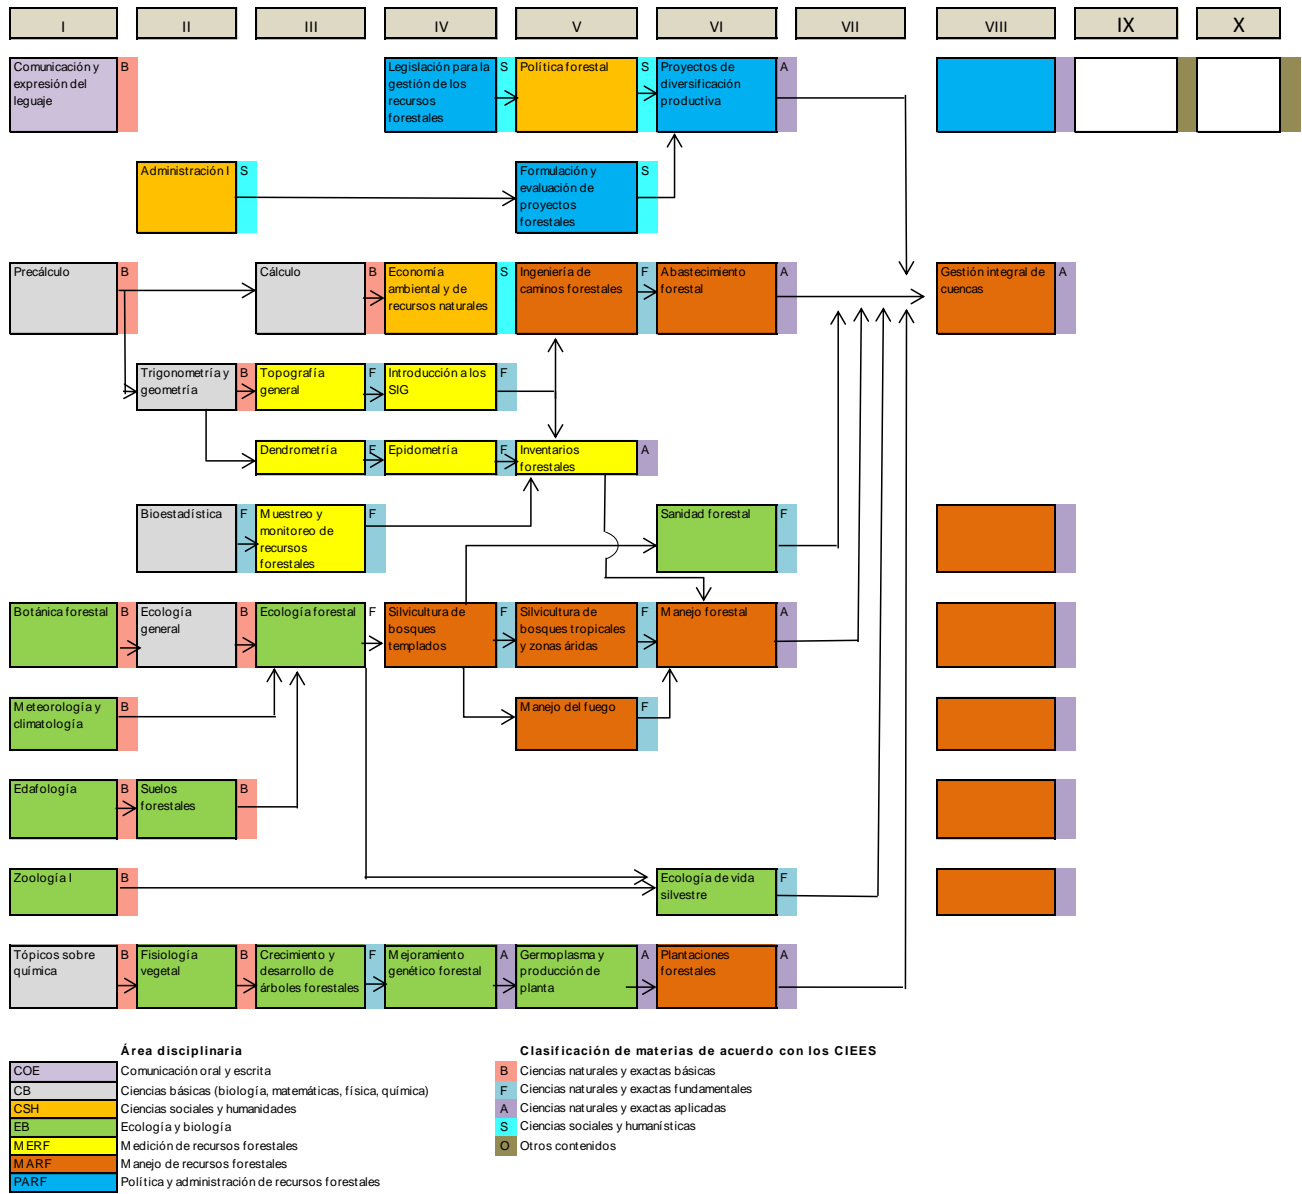 I II III IV V VI VII VIII IX X
Comunicación y
expresión del
leguaje
B
Legislación para la
gestión de los
recursos
forestales
S
Política forestal
S
Proyectos de
diversificación
productiva
A
Administración I
S
Formulación y
evaluación de
proyectos
forestales
S
Precálculo
B
Cálculo
B
Economía
ambiental y de
recursos naturales
S
Ingeniería de
caminos forestales
F
Abastecimiento
forestal
A
Gestión integral de
cuencas
A
Trigonometría y
geometría
B
Topografía
general
F
Introducción a los
SIG
F
Dendrometría
F
Epidometría
F
Inventarios
forestales
A
Bioestadística
F
Muestreo y
monitoreo de
recursos
forestales
F
Sanidad forestal
F
Botánica forestal
B
Ecología
general
B
Ecología forestal
F
Silvicultura de
bosques
templados
F
Silvicultura de
bosques tropicales
y zonas áridas
F
Manejo forestal
A
Meteorología y
climatología
B
Manejo del fuego
F
Edafología
B
Suelos
forestales
B
Zoología I
B
Ecología de vida
silvestre
F
Tópicos sobre
química
B
Fisiología
vegetal
B
Crecimiento y
desarrollo de
árboles forestales
F
Mejoramiento
genético forestal
A
Germoplasma y
producción de
planta
A
Plantaciones
forestales
A
Área disciplinaria
COE Comunicación oral y escrita
CB Ciencias básicas (biología, matemáticas, física, química)
CSH Ciencias sociales y humanidades
EB Ecología y biología
MERF Medición de recursos forestales
MARF Manejo de recursos forestales
PARF Política y administración de recursos forestales
Clasificación de materias de acuerdo con los CIEES
B Ciencias naturales y exactas básicas
F Ciencias naturales y exactas fundamentales
A Ciencias naturales y exactas aplicadas
S Ciencias sociales y humanísticas
O Otros contenidos